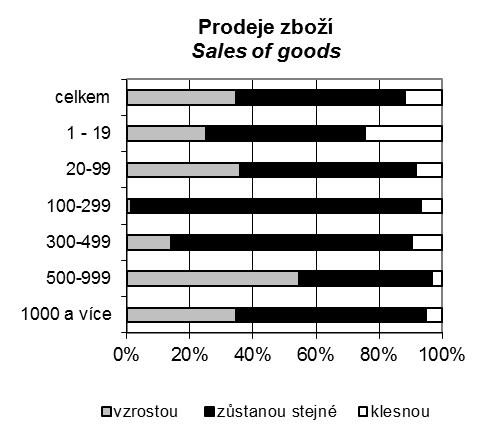 Prodeje zboží
Sales of goods
celkem
1 - 19
20-99
100-299
300-499
500-999
1000 a více
0% 20% 40% 60% 80% 100%
vzrostou zůstanou stejné klesnou